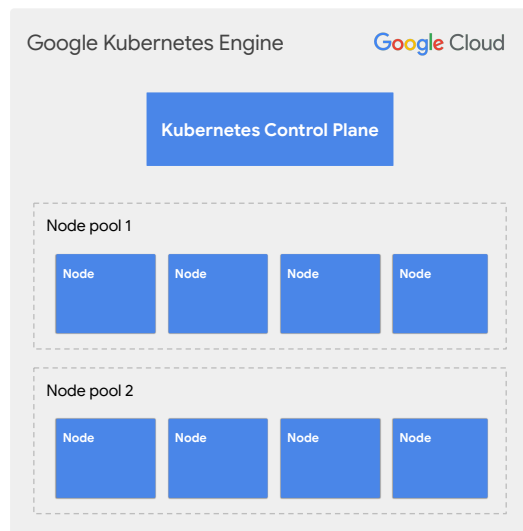 Google Kubernetes Engine
Google Cloud
Kubernetes Control Plane
Node pool 1
Node Node Node Node
Node pool 2
Node Node Node Node